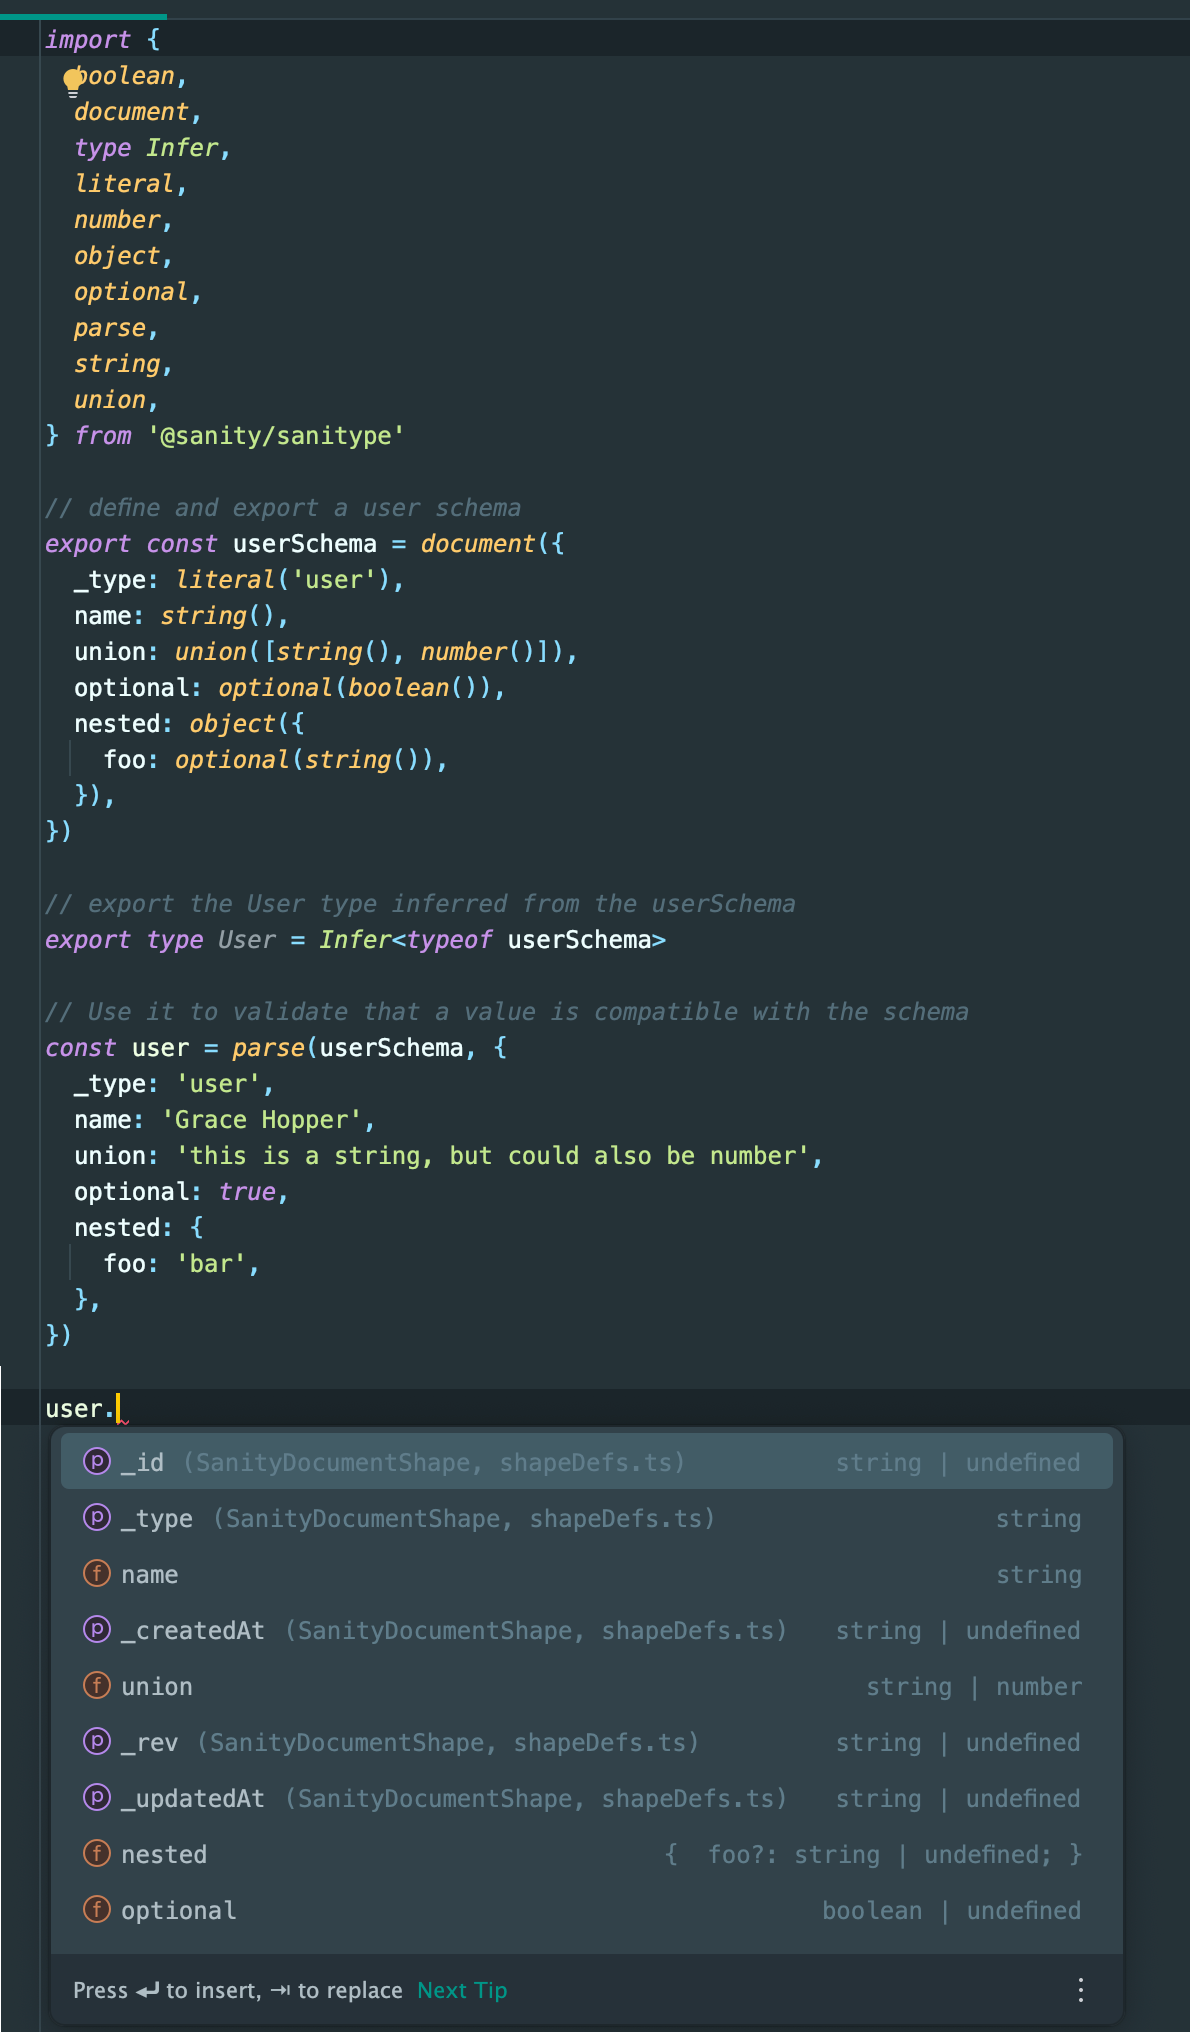 import {
  boolean,
  document,
  type Infer,
  literal,
  number,
  object,
  optional,
  parse,
  string,
  union,
} from '@sanity/sanitype'

// define and export a user schema
export const userSchema = document({
  _type: literal('user'),
  name: string(),
  union: union([string(), number()]),
  optional: optional(boolean()),
  nested: object({
    foo: optional(string()),
  }),
})

// export the User type inferred from the userSchema
export type User = Infer<typeof userSchema>

// Use it to validate that a value is compatible with the schema
const user = parse(userSchema, {
  _type: 'user',
  name: 'Grace Hopper',
  union: 'this is a string, but could also be number',
  optional: true,
  nested: {
    foo: 'bar',
  },
})

user.
p _id (SanityDocumentShape, shapeDefs.ts) string | undefined
p _type (SanityDocumentShape, shapeDefs.ts) string
f name string
p _createdAt (SanityDocumentShape, shapeDefs.ts) string | undefined
f union string | number
p _rev (SanityDocumentShape, shapeDefs.ts) string | undefined
p _updatedAt (SanityDocumentShape, shapeDefs.ts) string | undefined
f nested {  foo?: string | undefined; }
f optional boolean | undefined
Press ↵ to insert, ⇥ to replace Next Tip